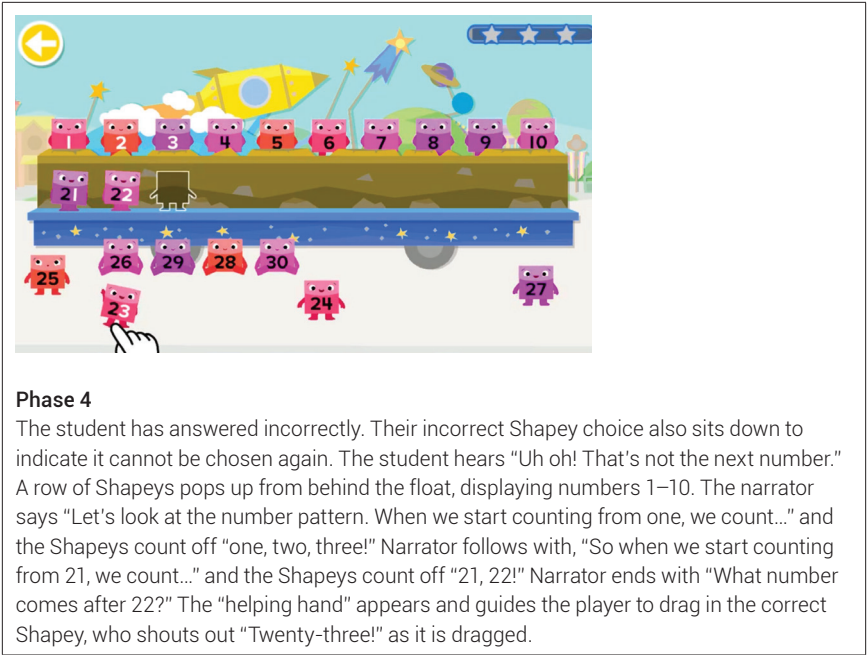 1 2 3 4 5 6 7 8 9 10
21 22
26 29 28 30
25 23 24 27
Phase 4
The student has answered incorrectly. Their incorrect Shapey choice also sits down to
indicate it cannot be chosen again. The student hears “Uh oh! That’s not the next number.”
A row of Shapeys pops up from behind the float, displaying numbers 1–10. The narrator
says “Let’s look at the number pattern. When we start counting from one, we count...” and
the Shapeys count off “one, two, three!” Narrator follows with, “So when we start counting
from 21, we count...” and the Shapeys count off “21, 22!” Narrator ends with “What number
comes after 22?” The “helping hand” appears and guides the player to drag in the correct
Shapey, who shouts out “Twenty-three!” as it is dragged.